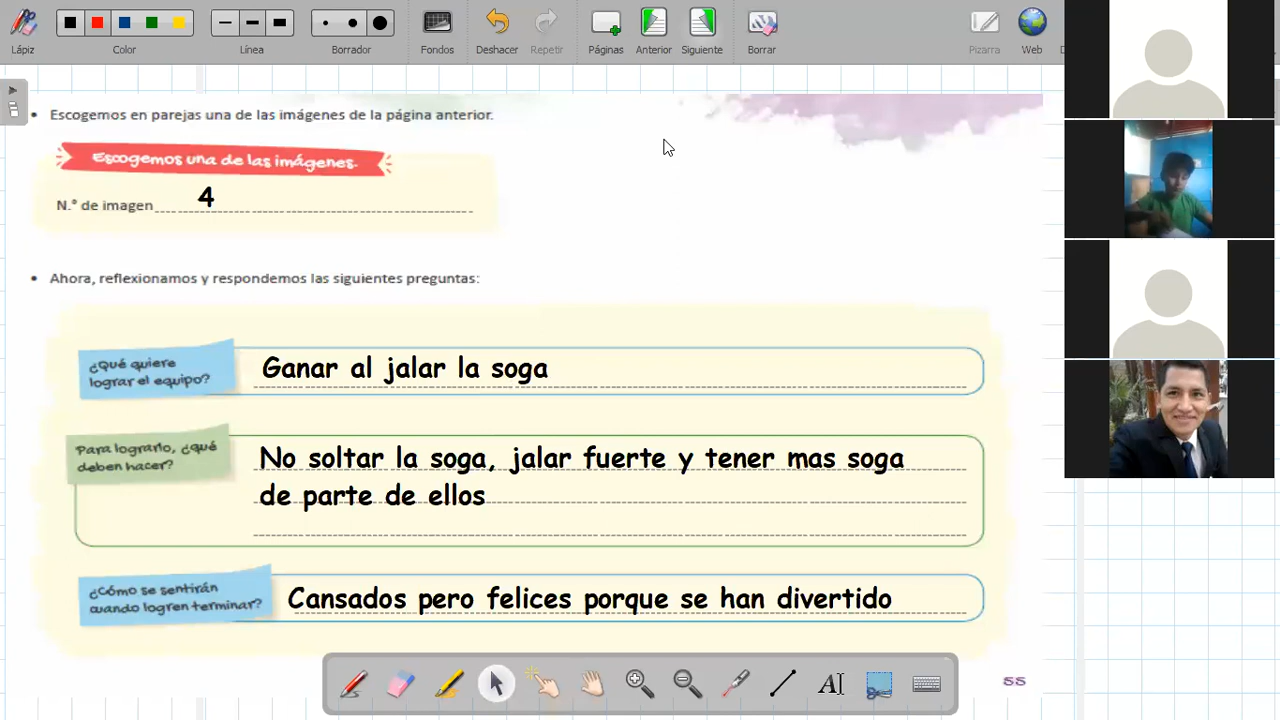 Lápiz
Color
Línea
Borrador
Fondos
Deshacer
Repetir
Páginas
Anterior
Siguiente
Borrar
Pizarra
Web
• Escogemos en parejas una de las imágenes de la página anterior.
Escogemos una de las imágenes.
N.° de imagen 4
• Ahora, reflexionamos y respondemos las siguientes preguntas:
¿Qué quiere
lograr el equipo?
Ganar al jalar la soga
Para lograrlo, ¿qué
deben hacer?
No soltar la soga, jalar fuerte y tener mas soga
de parte de ellos
¿Cómo se sentirán
cuando logren terminar?
Cansados pero felices porque se han divertido
AI
55